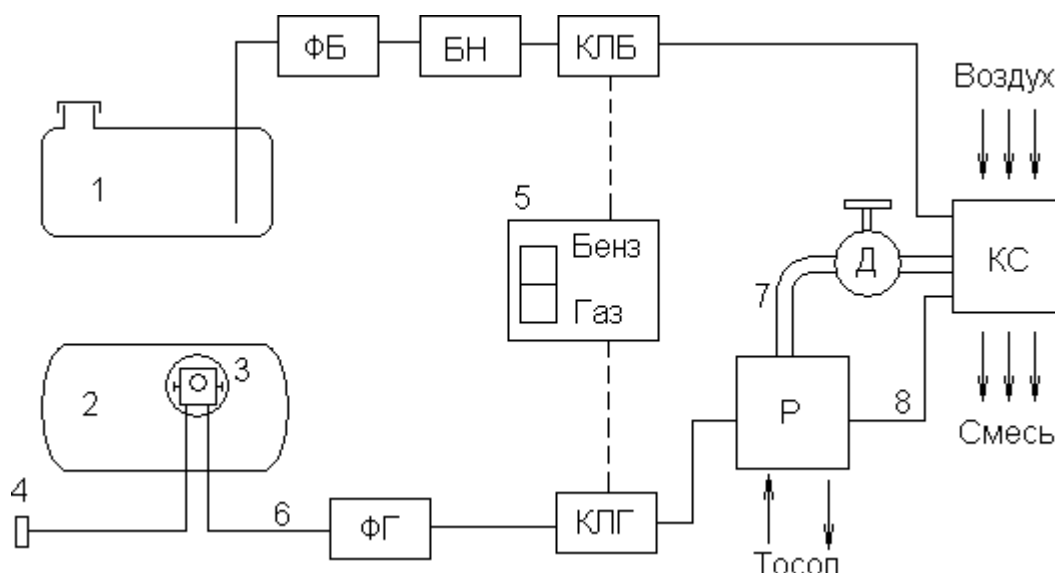 ФБ
БН
КЛБ
Воздух
1
5
Бенз
Газ
Д
КС
7
3
2
Р
8
Смесь
4
6
ФГ
КЛГ
Тосол